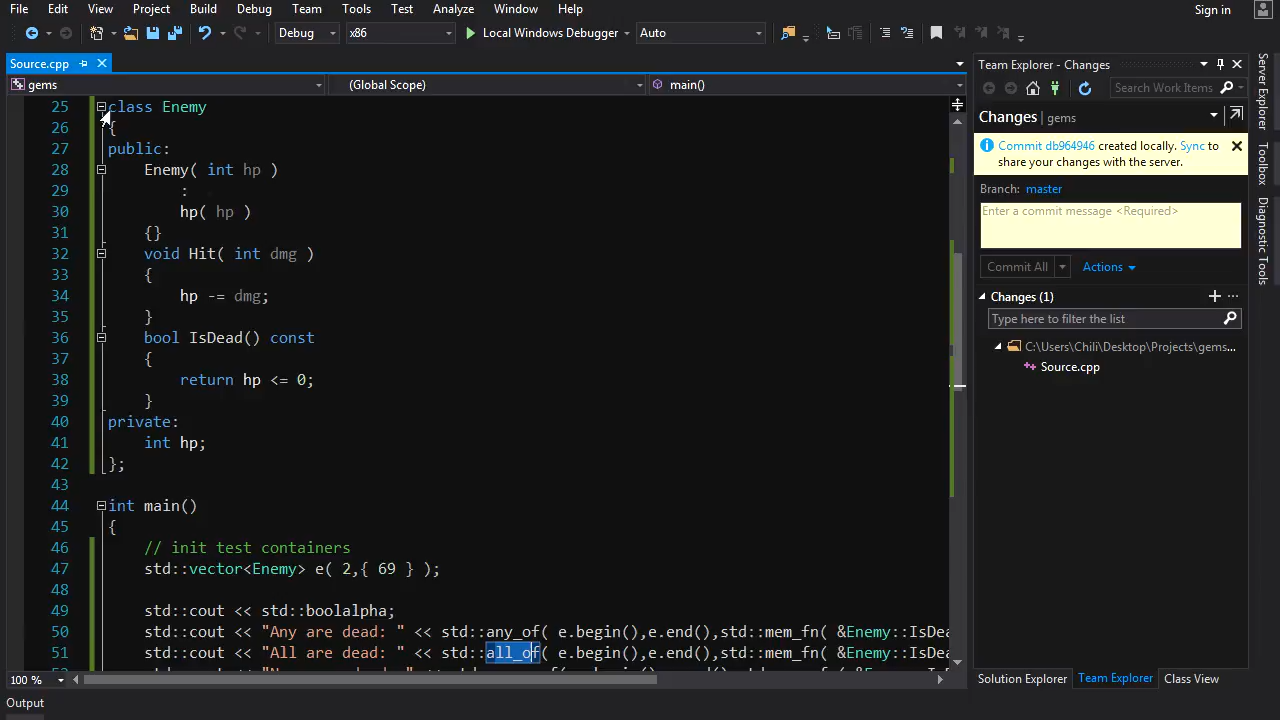 File Edit View Project Build Debug Team Tools Test Analyze Window Help Sign in
Debug x86 Local Windows Debugger Auto
Source.cpp
gems (Global Scope) main()
25 class Enemy
26 {
27 public:
28 Enemy( int hp )
29 :
30 hp( hp )
31 {}
32 void Hit( int dmg )
33 {
34 hp -= dmg;
35 }
36 bool IsDead() const
37 {
38 return hp <= 0;
39 }
40 private:
41 int hp;
42 };
43
44 int main()
45 {
46 // init test containers
47 std::vector<Enemy> e( 2,{ 69 } );
48
49 std::cout << std::boolalpha;
50 std::cout << "Any are dead: " << std::any_of( e.begin(),e.end(),std::mem_fn( &Enemy::IsDea
51 std::cout << "All are dead: " << std::all_of( e.begin(),e.end(),std::mem_fn( &Enemy::IsDea
100 %
Output
Team Explorer - Changes
Search Work Items
Changes | gems
Commit db964946 created locally. Sync to
share your changes with the server.
Branch: master
Enter a commit message <Required>
Commit All Actions
Changes (1)
Type here to filter the list
C:\Users\Chili\Desktop\Projects\gems...
Source.cpp
Solution Explorer Team Explorer Class View
Server Explorer
Toolbox
Diagnostic Tools